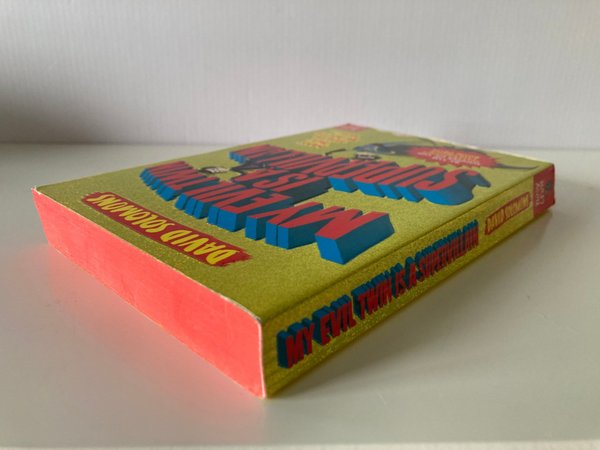 DAVID SOLOMONS
MY EVIL TWIN
IS A
SUPERVILLAIN
MY EVIL TWIN IS A SUPERVILLAIN
DAVID SOLOMONS